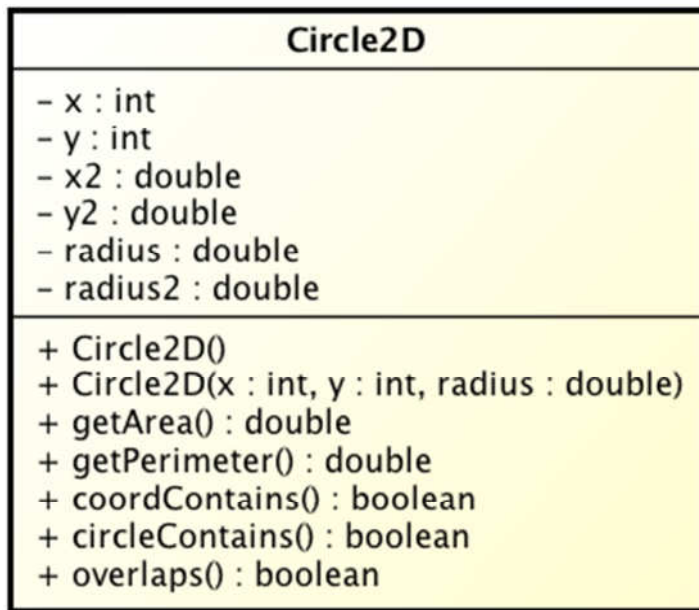 Circle2D
- x : int
- y : int
- x2 : double
- y2 : double
- radius : double
- radius2 : double
+ Circle2D()
+ Circle2D(x : int, y : int, radius : double)
+ getArea() : double
+ getPerimeter() : double
+ coordContains() : boolean
+ circleContains() : boolean
+ overlaps() : boolean